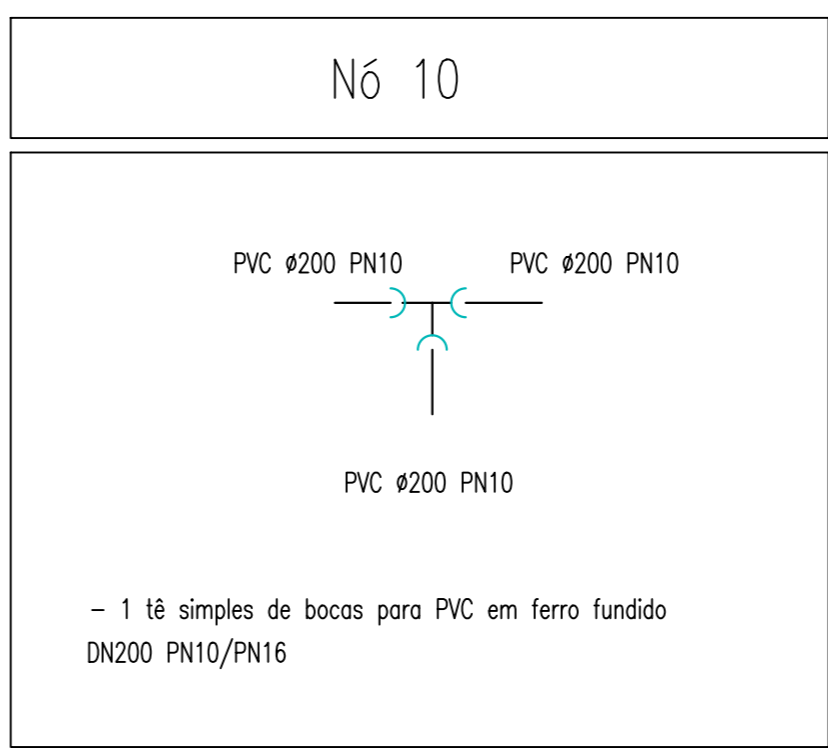 Nó 10
PVC ø200 PN10 PVC ø200 PN10
PVC ø200 PN10
– 1 tê simples de bocas para PVC em ferro fundido
DN200 PN10/PN16